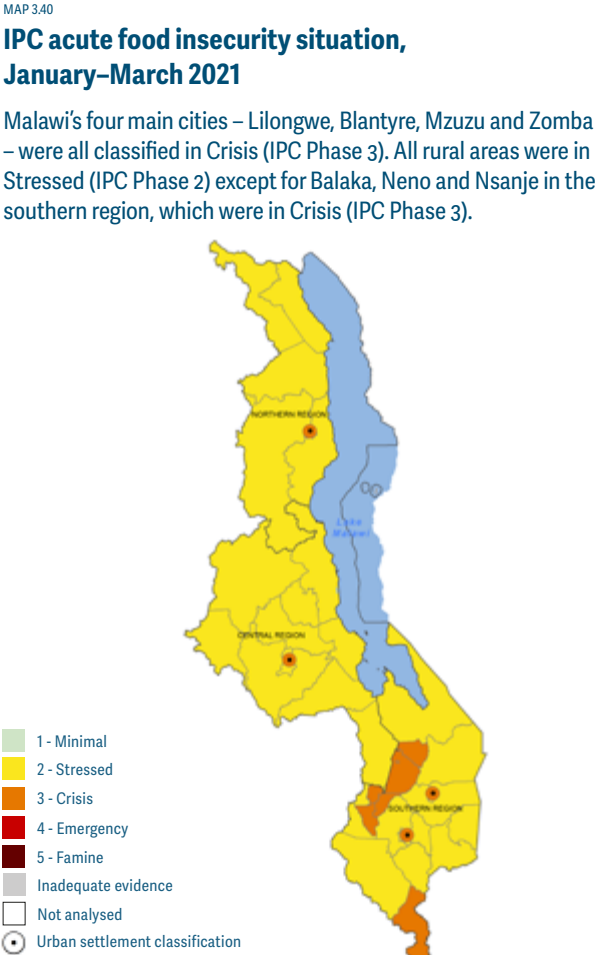 MAP 3.40
IPC acute food insecurity situation,
January–March 2021
Malawi's four main cities – Lilongwe, Blantyre, Mzuzu and Zomba
– were all classified in Crisis (IPC Phase 3). All rural areas were in
Stressed (IPC Phase 2) except for Balaka, Neno and Nsanje in the
southern region, which were in Crisis (IPC Phase 3).
NORTHERN REGION
Lake
Malawi
CENTRAL REGION
SOUTHERN REGION
1 - Minimal
2 - Stressed
3 - Crisis
4 - Emergency
5 - Famine
Inadequate evidence
Not analysed
Urban settlement classification